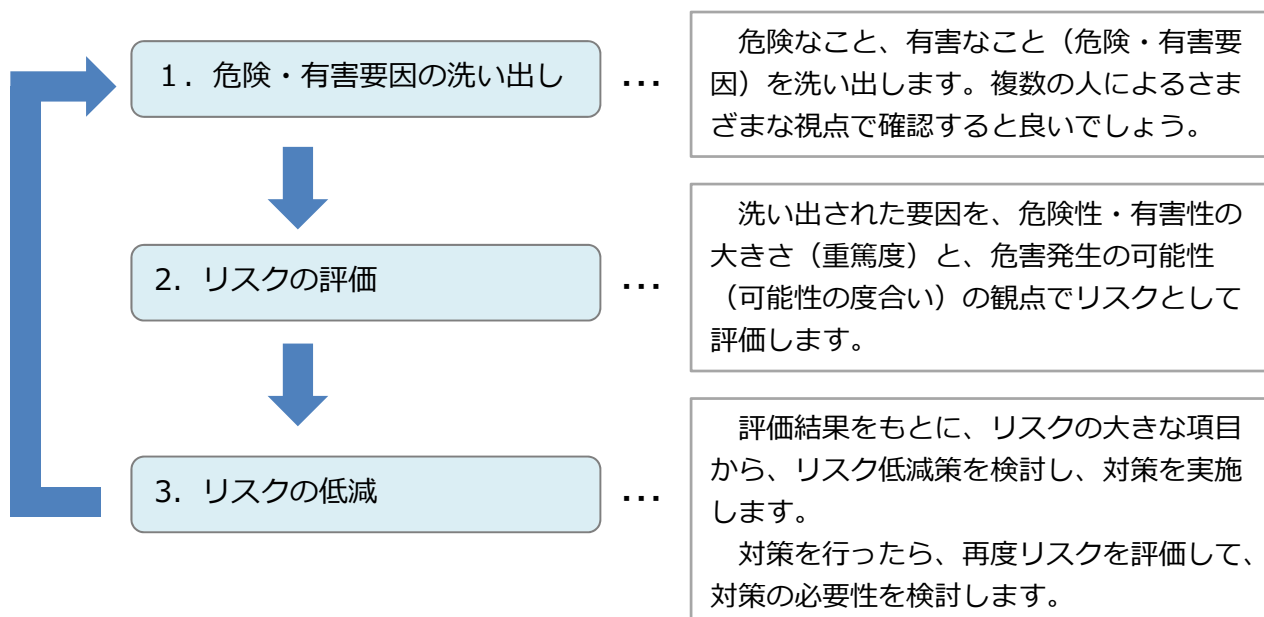 １．危険・有害要因の洗い出し
…
　危険なこと、有害なこと（危険・有害要
因）を洗い出します。複数の人によるさま
ざまな視点で確認すると良いでしょう。
2．リスクの評価
…
　洗い出された要因を、危険性・有害性の
大きさ（重篤度）と、危害発生の可能性
（可能性の度合い）の観点でリスクとして
評価します。
3．リスクの低減
…
　評価結果をもとに、リスクの大きな項目
から、リスク低減策を検討し、対策を実施
します。
　対策を行ったら、再度リスクを評価して、
対策の必要性を検討します。